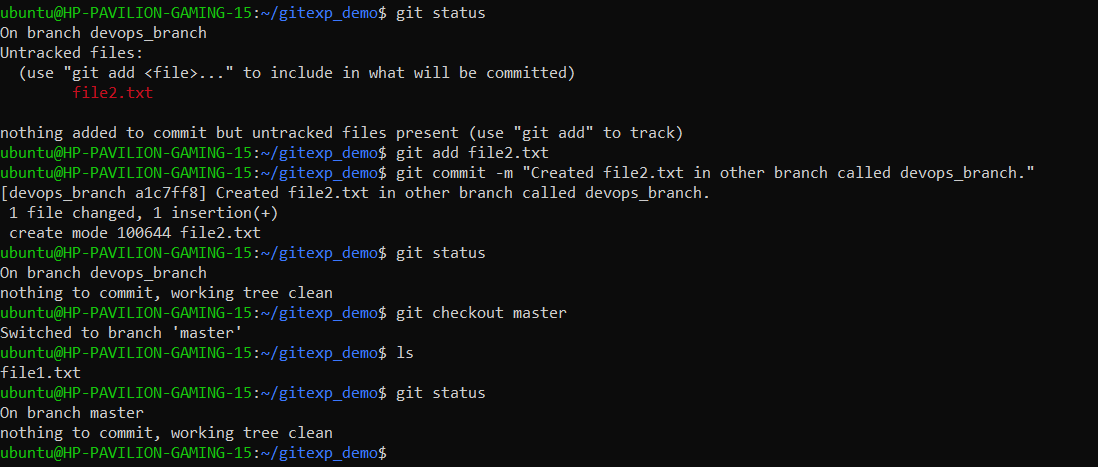 ubuntu@HP-PAVILION-GAMING-15:~/gitexp_demo$ git status
On branch devops_branch
Untracked files:
  (use "git add <file>..." to include in what will be committed)
        file2.txt

nothing added to commit but untracked files present (use "git add" to track)
ubuntu@HP-PAVILION-GAMING-15:~/gitexp_demo$ git add file2.txt
ubuntu@HP-PAVILION-GAMING-15:~/gitexp_demo$ git commit -m "Created file2.txt in other branch called devops_branch."
[devops_branch a1c7ff8] Created file2.txt in other branch called devops_branch.
 1 file changed, 1 insertion(+)
 create mode 100644 file2.txt
ubuntu@HP-PAVILION-GAMING-15:~/gitexp_demo$ git status
On branch devops_branch
nothing to commit, working tree clean
ubuntu@HP-PAVILION-GAMING-15:~/gitexp_demo$ git checkout master
Switched to branch 'master'
ubuntu@HP-PAVILION-GAMING-15:~/gitexp_demo$ ls
file1.txt
ubuntu@HP-PAVILION-GAMING-15:~/gitexp_demo$ git status
On branch master
nothing to commit, working tree clean
ubuntu@HP-PAVILION-GAMING-15:~/gitexp_demo$